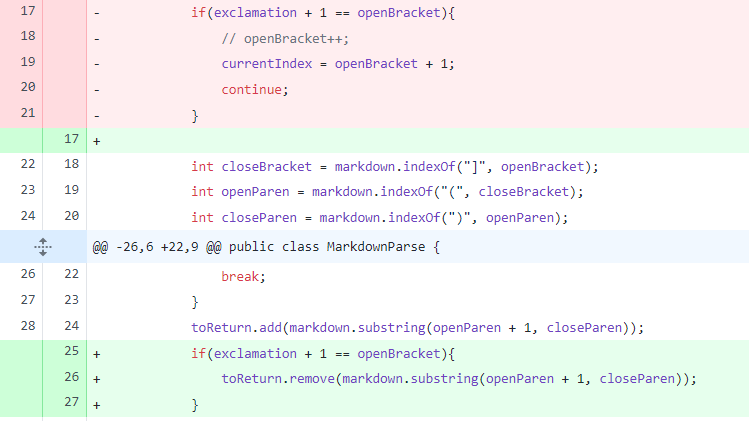 17 - if(exclamation + 1 == openBracket){
18 - // openBracket++;
19 - currentIndex = openBracket + 1;
20 - continue;
21 - }
17 +
22 18 int closeBracket = markdown.indexOf("]", openBracket);
23 19 int openParen = markdown.indexOf("(", closeBracket);
24 20 int closeParen = markdown.indexOf(")", openParen);
@@ -26,6 +22,9 @@ public class MarkdownParse {
26 22 break;
27 23 }
28 24 toReturn.add(markdown.substring(openParen + 1, closeParen));
25 + if(exclamation + 1 == openBracket){
26 + toReturn.remove(markdown.substring(openParen + 1, closeParen));
27 + }